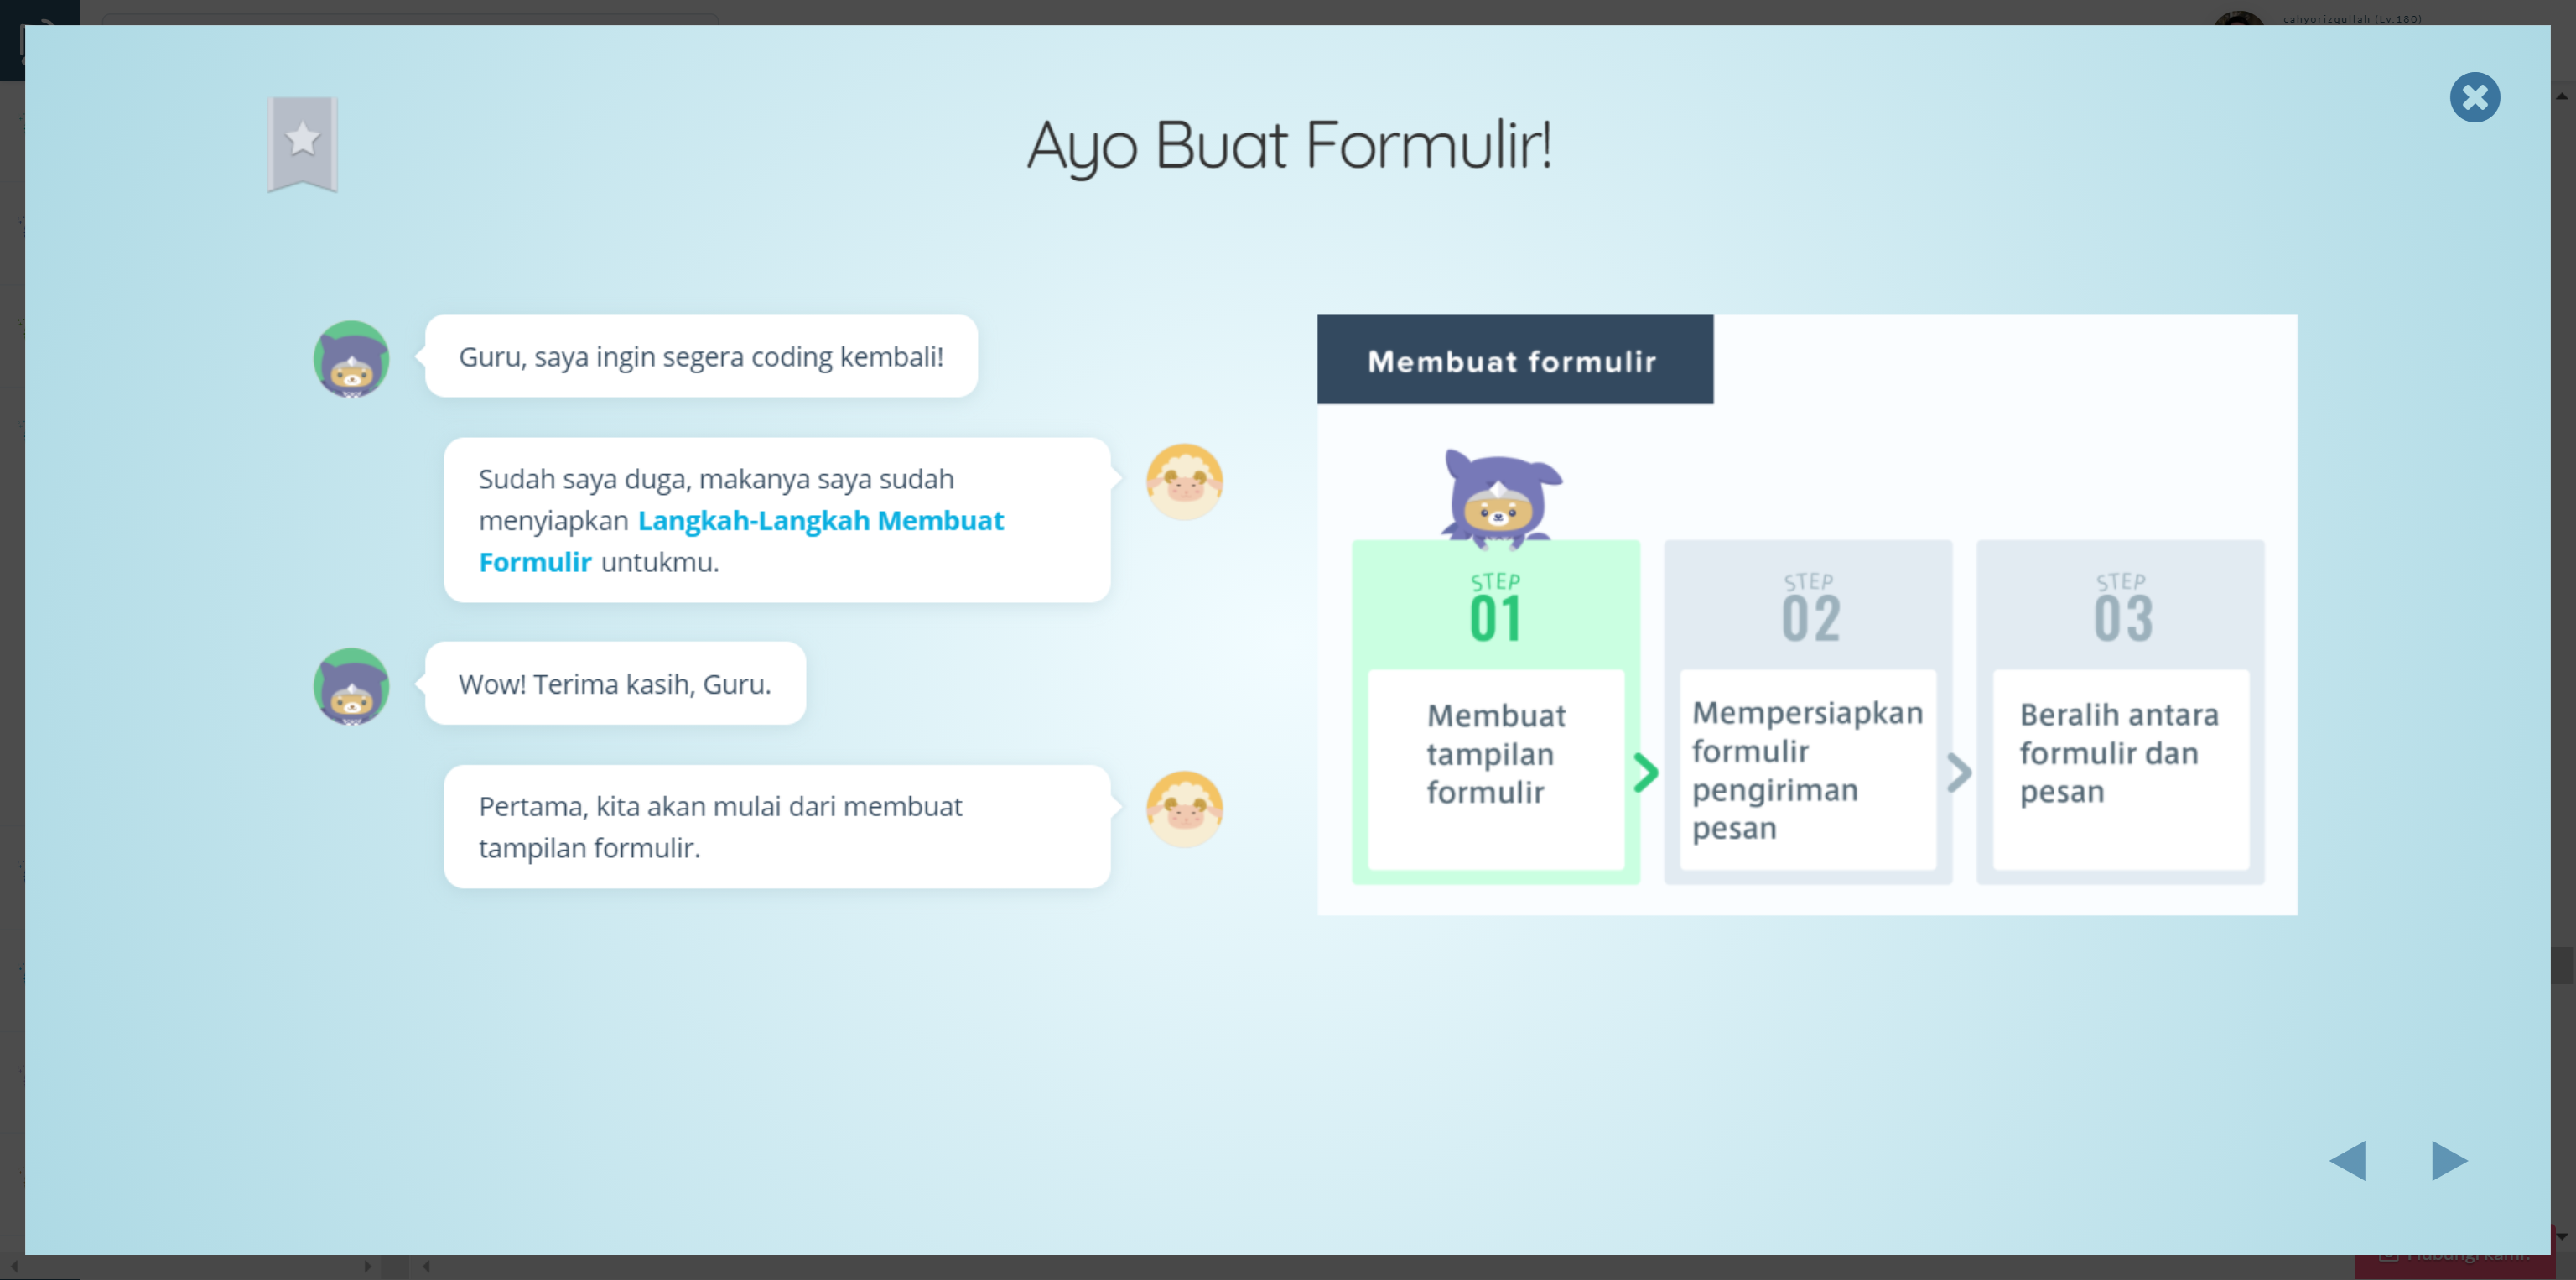 cahyorizqullah (Lv.180)
Ayo Buat Formulir!
Guru, saya ingin segera coding kembali!
Sudah saya duga, makanya saya sudah
menyiapkan Langkah-Langkah Membuat
Formulir untukmu.
Wow! Terima kasih, Guru.
Pertama, kita akan mulai dari membuat
tampilan formulir.
Membuat formulir
STEP
01
Membuat
tampilan
formulir
STEP
02
Mempersiapkan
formulir
pengiriman
pesan
STEP
03
Beralih antara
formulir dan
pesan
Hubungi kami!